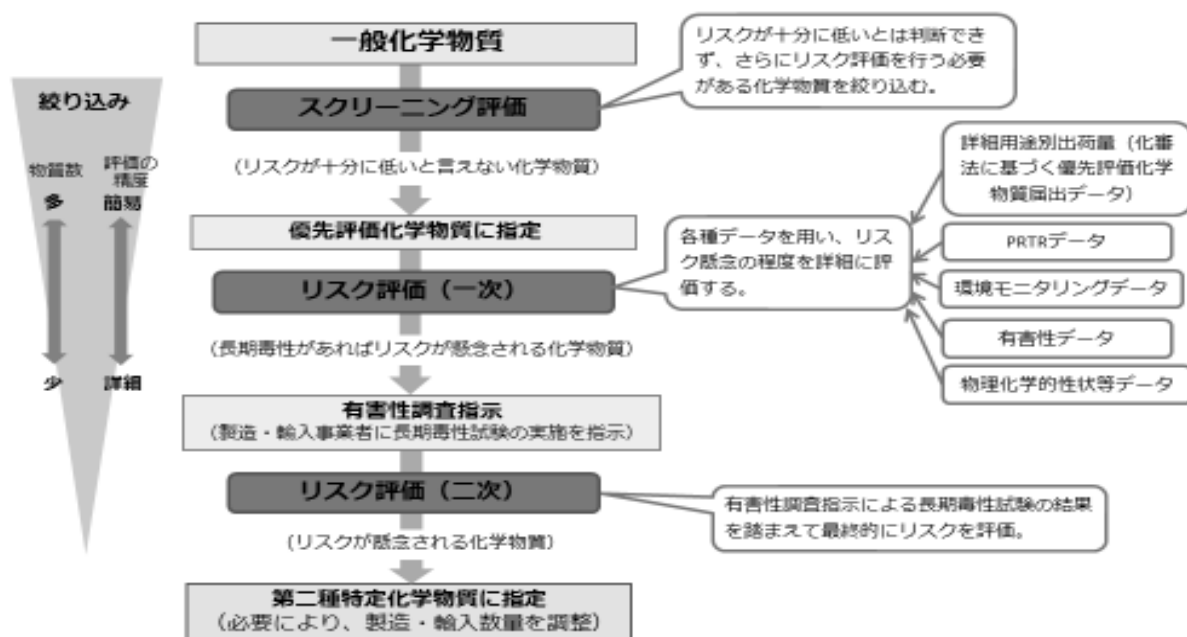 一般化学物質
リスクが十分に低いとは判断でき
ず、さらにリスク評価を行う必要
がある化学物質を絞り込む。
絞り込み
スクリーニング評価
物質数
評価の
精度
多
簡易
(リスクが十分に低いと言えない化学物質)
詳細用途別出荷量（化審
法に基づく優先評価化学
物質届出データ）
優先評価化学物質に指定
各種データを用い、リス
ク懸念の程度を詳細に評
価する。
PRTRデータ
リスク評価（一次）
環境モニタリングデータ
(長期毒性があればリスクが懸念される化学物質)
有害性データ
少
詳細
物理化学的性状等データ
有害性調査指示
(製造・輸入事業者に長期毒性試験の実施を指示)
リスク評価（二次）
有害性調査指示による長期毒性試験の結果
を踏まえて最終的にリスクを評価。
(リスクが懸念される化学物質)
第二種特定化学物質に指定
（必要により、製造・輸入数量を調整）